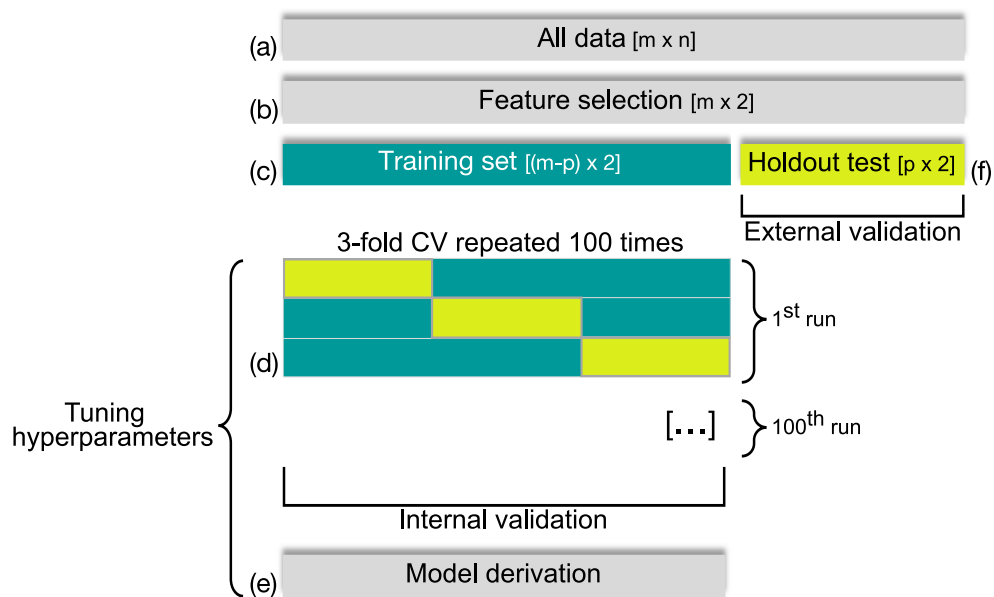 (a) All data [m x n]
(b) Feature selection [m x 2]
(c) Training set [(m-p) x 2] Holdout test [p x 2] (f)
External validation
3-fold CV repeated 100 times
1st run
(d)
Tuning
hyperparameters
[...] 100th run
Internal validation
(e) Model derivation